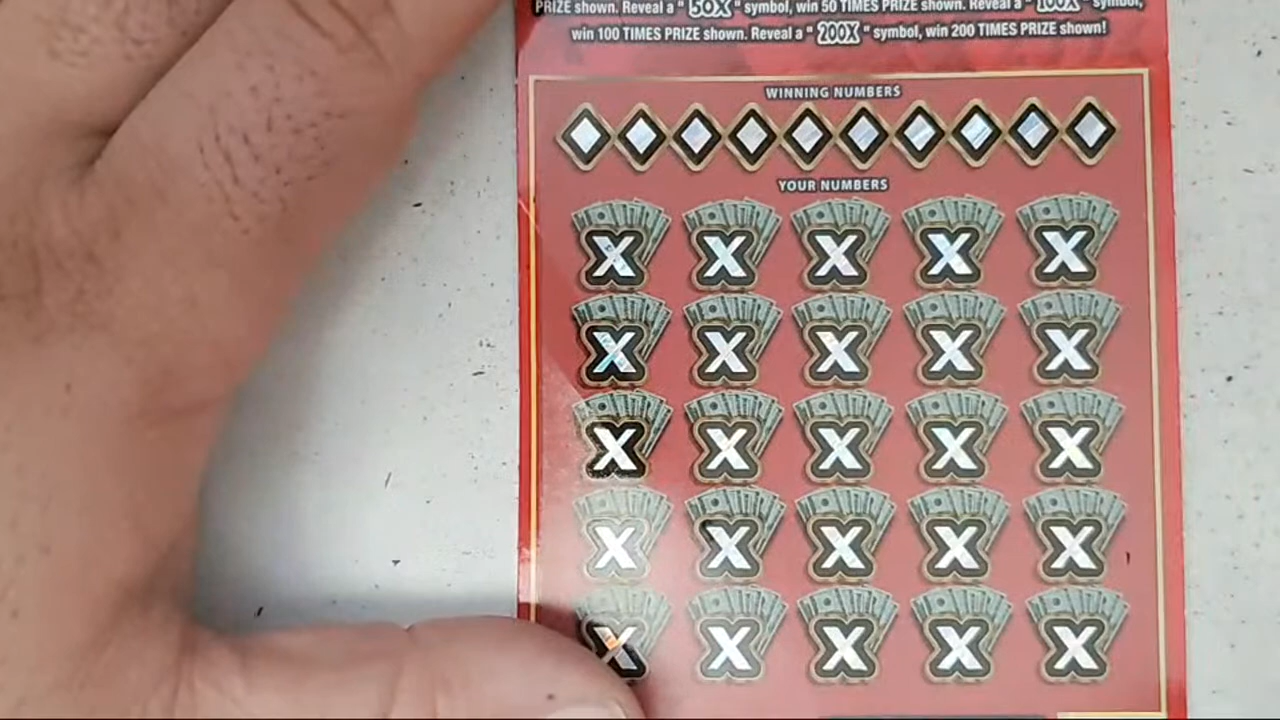 PRIZE shown. Reveal a "50X" symbol, win 50 TIMES PRIZE shown. Reveal a "100X" symbol,
win 100 TIMES PRIZE shown. Reveal a "200X" symbol, win 200 TIMES PRIZE shown!
WINNING NUMBERS
YOUR NUMBERS
X X X X X
X X X X X
X X X X X
X X X X X
X X X X X